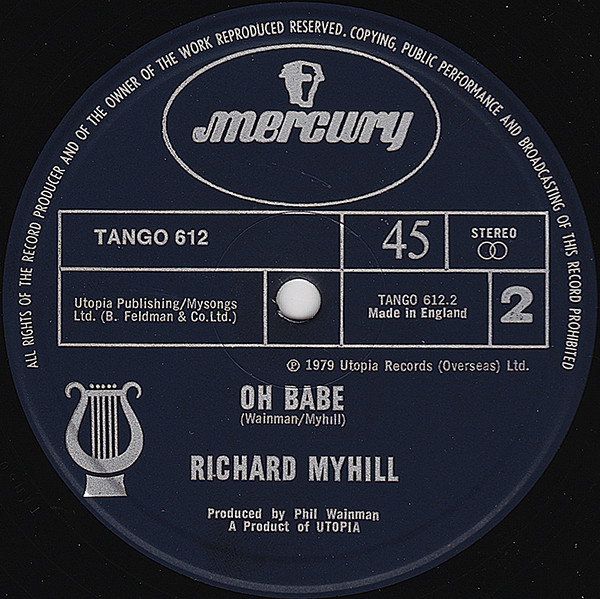 ALL RIGHTS OF THE RECORD PRODUCER AND OF THE OWNER OF THE WORK REPRODUCED RESERVED. COPYING, PUBLIC PERFORMANCE AND BROADCASTING OF THIS RECORD PROHIBITED
mercury
TANGO 612
45
STEREO
Utopia Publishing/Mysongs
Ltd. (B. Feldman & Co.Ltd.)
TANGO 612.2
Made in England
2
℗ 1979 Utopia Records (Overseas) Ltd.
OH BABE
(Wainman/Myhill)
RICHARD MYHILL
Produced by Phil Wainman
A Product of UTOPIA